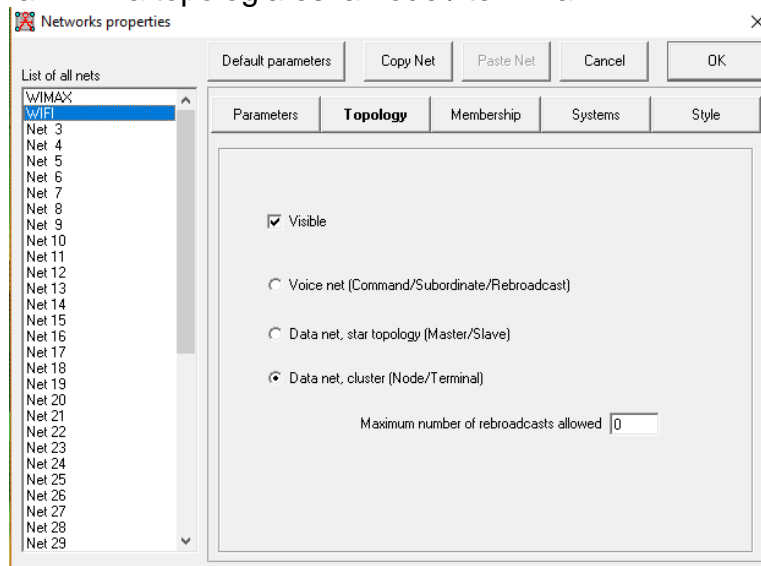 Networks properties
Default parameters
Copy Net
Paste Net
Cancel
OK
List of all nets
WIMAX
WIFI
Net 3
Net 4
Net 5
Net 6
Net 7
Net 8
Net 9
Net 10
Net 11
Net 12
Net 13
Net 14
Net 15
Net 16
Net 17
Net 18
Net 19
Net 20
Net 21
Net 22
Net 23
Net 24
Net 25
Net 26
Net 27
Net 28
Net 29
Parameters
Topology
Membership
Systems
Style
Visible
Voice net (Command/Subordinate/Rebroadcast)
Data net, star topology (Master/Slave)
Data net, cluster (Node/Terminal)
Maximum number of rebroadcasts allowed 0